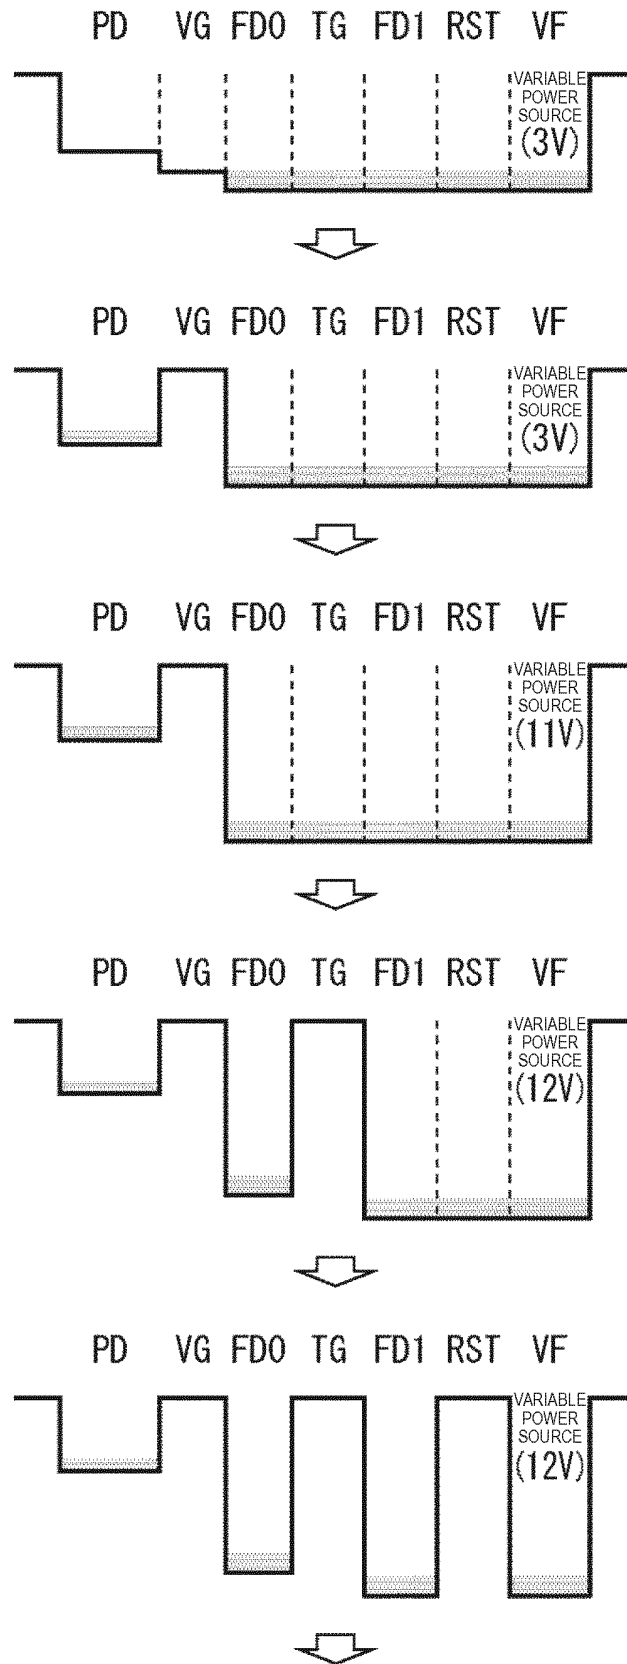 PD VG FD0 TG FD1 RST VF
VARIABLE
POWER
SOURCE
(3V)
PD VG FD0 TG FD1 RST VF
VARIABLE
POWER
SOURCE
(3V)
PD VG FD0 TG FD1 RST VF
VARIABLE
POWER
SOURCE
(11V)
PD VG FD0 TG FD1 RST VF
VARIABLE
POWER
SOURCE
(12V)
PD VG FD0 TG FD1 RST VF
VARIABLE
POWER
SOURCE
(12V)